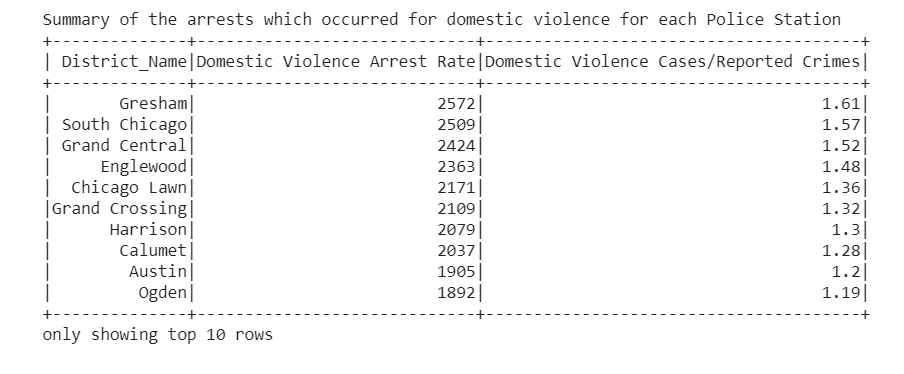 Summary of the arrests which occurred for domestic violence for each Police Station
+--------------+-----------------------------+---------------------------------------+
| District_Name|Domestic Violence Arrest Rate|Domestic Violence Cases/Reported Crimes|
+--------------+-----------------------------+---------------------------------------+
|       Gresham|                         2572|                                   1.61|
| South Chicago|                         2509|                                   1.57|
| Grand Central|                         2424|                                   1.52|
|     Englewood|                         2363|                                   1.48|
|  Chicago Lawn|                         2171|                                   1.36|
|Grand Crossing|                         2109|                                   1.32|
|      Harrison|                         2079|                                    1.3|
|       Calumet|                         2037|                                   1.28|
|        Austin|                         1905|                                    1.2|
|         Ogden|                         1892|                                   1.19|
+--------------+-----------------------------+---------------------------------------+
only showing top 10 rows